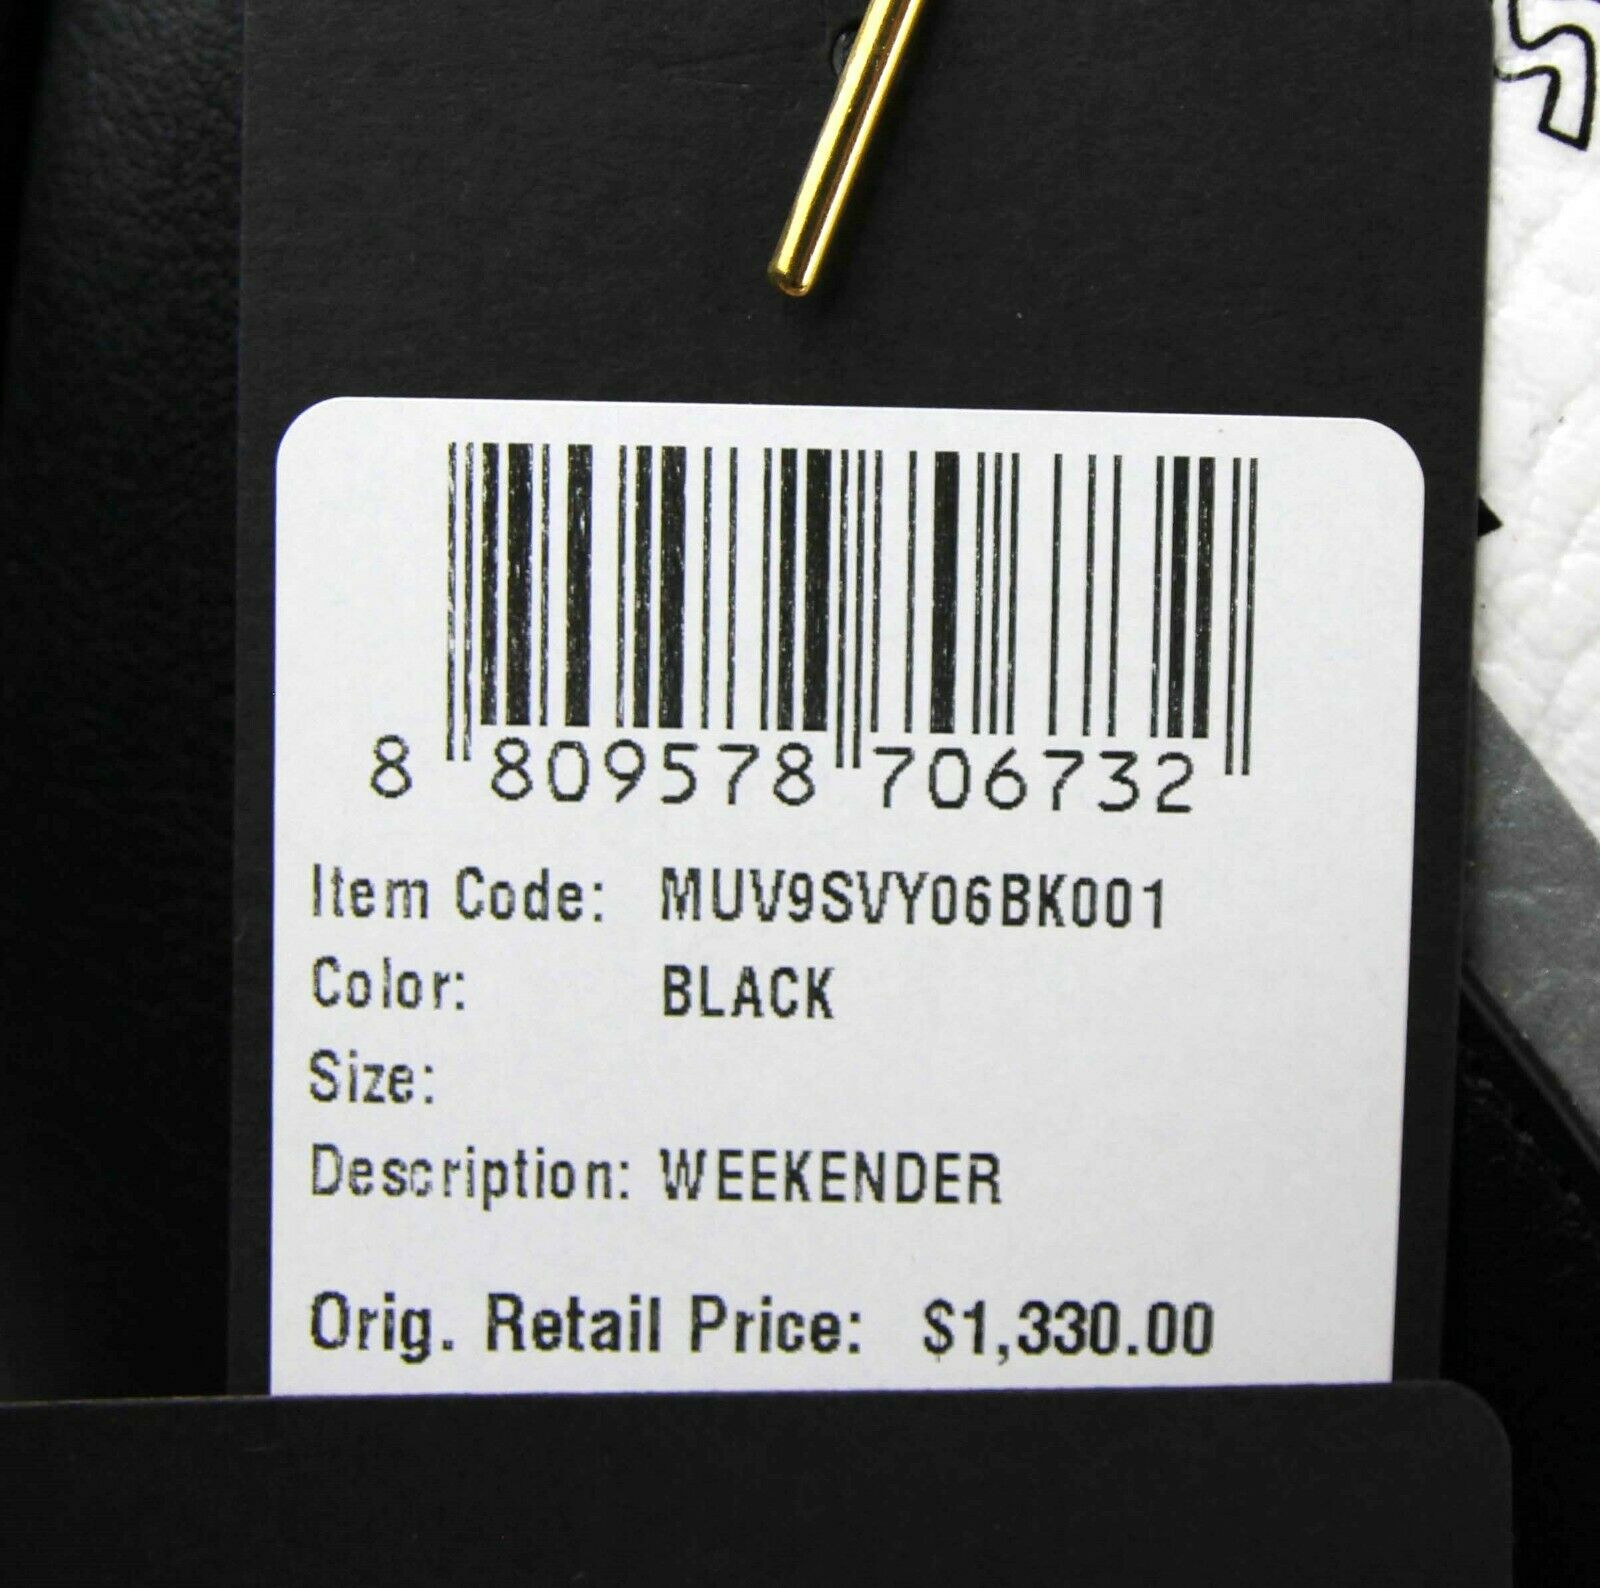 8 809578 706732
Item Code: MUV9SVY06BK001
Color: BLACK
Size:
Description: WEEKENDER
Orig. Retail Price: $1,330.00